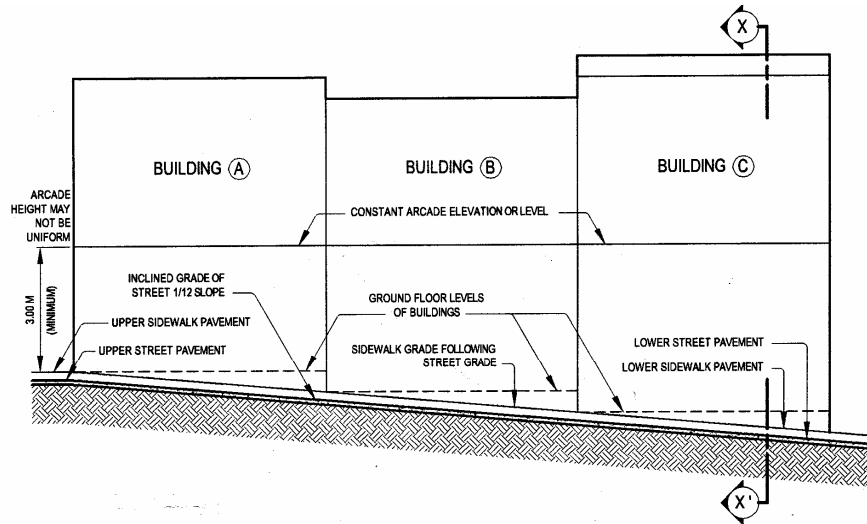 X
BUILDING A
BUILDING B
BUILDING C
ARCADE
HEIGHT MAY
NOT BE
UNIFORM
CONSTANT ARCADE ELEVATION OR LEVEL
3.00 M
(MINIMUM)
INCLINED GRADE OF
STREET 1/12 SLOPE
GROUND FLOOR LEVELS
OF BUILDINGS
UPPER SIDEWALK PAVEMENT
UPPER STREET PAVEMENT
SIDEWALK GRADE FOLLOWING
STREET GRADE
LOWER STREET PAVEMENT
LOWER SIDEWALK PAVEMENT
X'